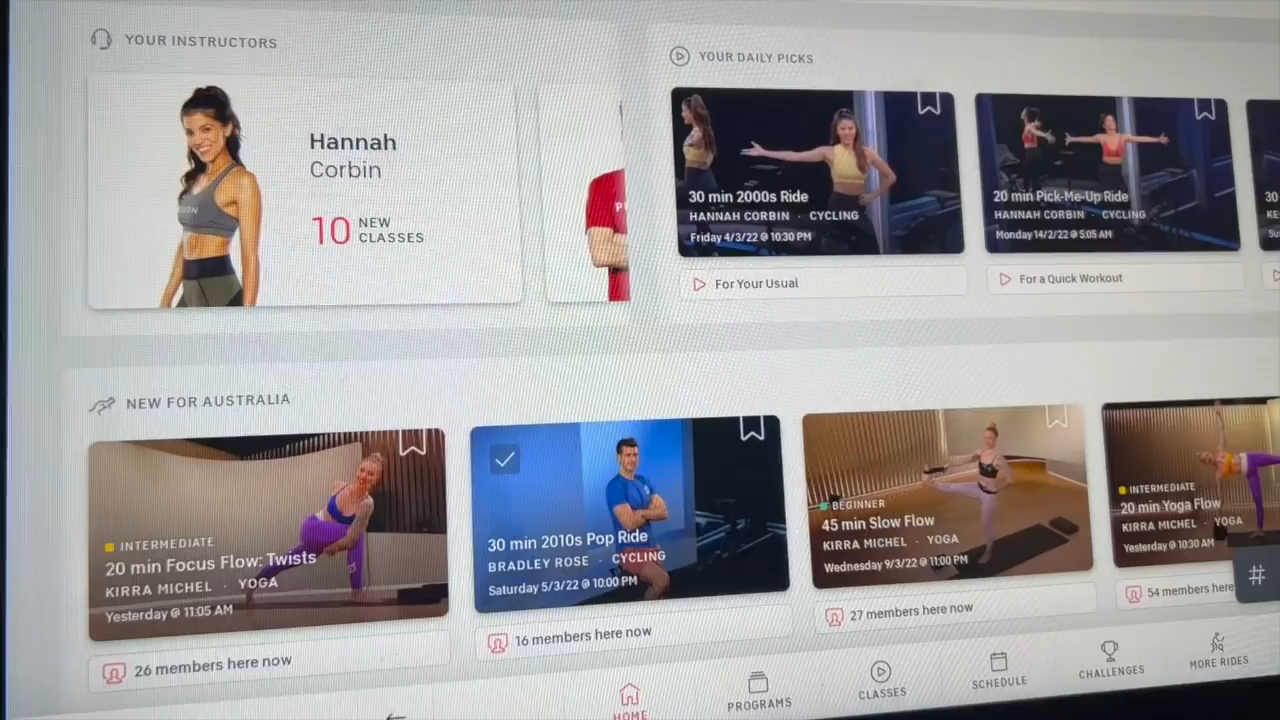 YOUR INSTRUCTORS
Hannah
Corbin
10 NEW
CLASSES
YOUR DAILY PICKS
30 min 2000s Ride
HANNAH CORBIN · CYCLING
Friday 4/3/22 @ 10:30 PM
For Your Usual
20 min Pick-Me-Up Ride
HANNAH CORBIN · CYCLING
Monday 14/2/22 @ 5:05 AM
For a Quick Workout
30
KE
Su
NEW FOR AUSTRALIA
INTERMEDIATE
20 min Focus Flow: Twists
KIRRA MICHEL · YOGA
Yesterday @ 11:05 AM
26 members here now
30 min 2010s Pop Ride
BRADLEY ROSE · CYCLING
Saturday 5/3/22 @ 10:00 PM
16 members here now
BEGINNER
45 min Slow Flow
KIRRA MICHEL · YOGA
Wednesday 9/3/22 @ 11:00 PM
27 members here now
INTERMEDIATE
20 min Yoga Flow
KIRRA MICHEL · YOGA
Yesterday @ 10:30 AM
54 members here
#
HOME
PROGRAMS
CLASSES
SCHEDULE
CHALLENGES
MORE RIDES